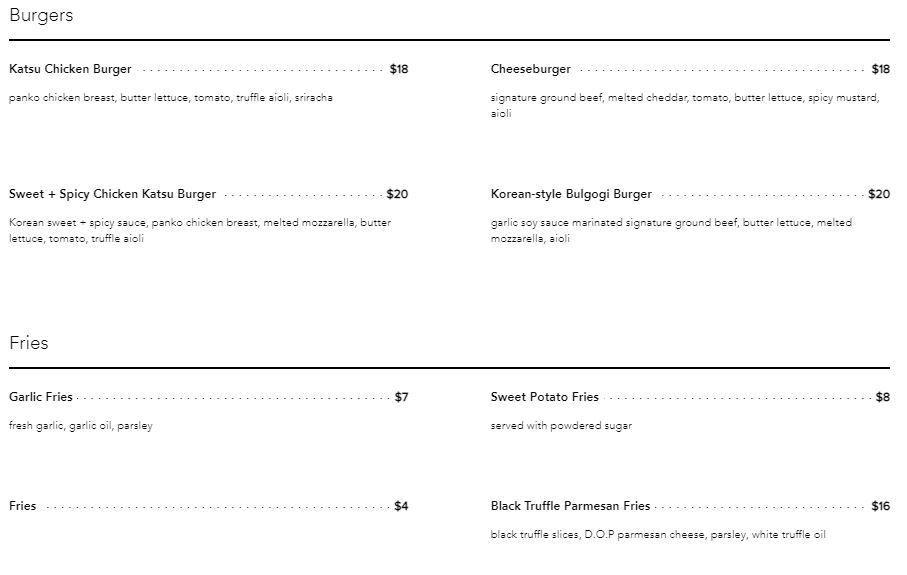 Burgers
Katsu Chicken Burger $18
panko chicken breast, butter lettuce, tomato, truffle aioli, sriracha
Cheeseburger $18
signature ground beef, melted cheddar, tomato, butter lettuce, spicy mustard,
aioli
Sweet + Spicy Chicken Katsu Burger $20
Korean sweet + spicy sauce, panko chicken breast, melted mozzarella, butter
lettuce, tomato, truffle aioli
Korean-style Bulgogi Burger $20
garlic soy sauce marinated signature ground beef, butter lettuce, melted
mozzarella, aioli
Fries
Garlic Fries $7
fresh garlic, garlic oil, parsley
Sweet Potato Fries $8
served with powdered sugar
Fries $4
Black Truffle Parmesan Fries $16
black truffle slices, D.O.P parmesan cheese, parsley, white truffle oil